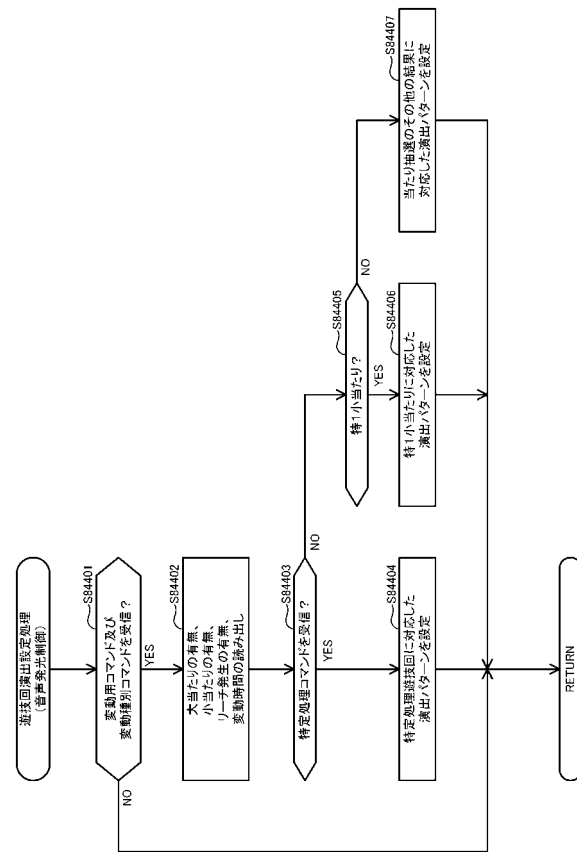 遊技回演出設定処理
(音声発光制御)
S84401
変動用コマンド及び
変動種別コマンドを受信?
NO
YES
S84402
大当たりの有無、
小当たりの有無、
リーチ発生の有無、
変動時間の読み出し
S84403
特定処理コマンドを受信?
NO
YES
S84404
特定処理遊技回に対応した
演出パターンを設定
S84405
特1小当たり?
NO
YES
S84406
特1小当たりに対応した
演出パターンを設定
S84407
当たり抽選のその他の結果に
対応した演出パターンを設定
RETURN